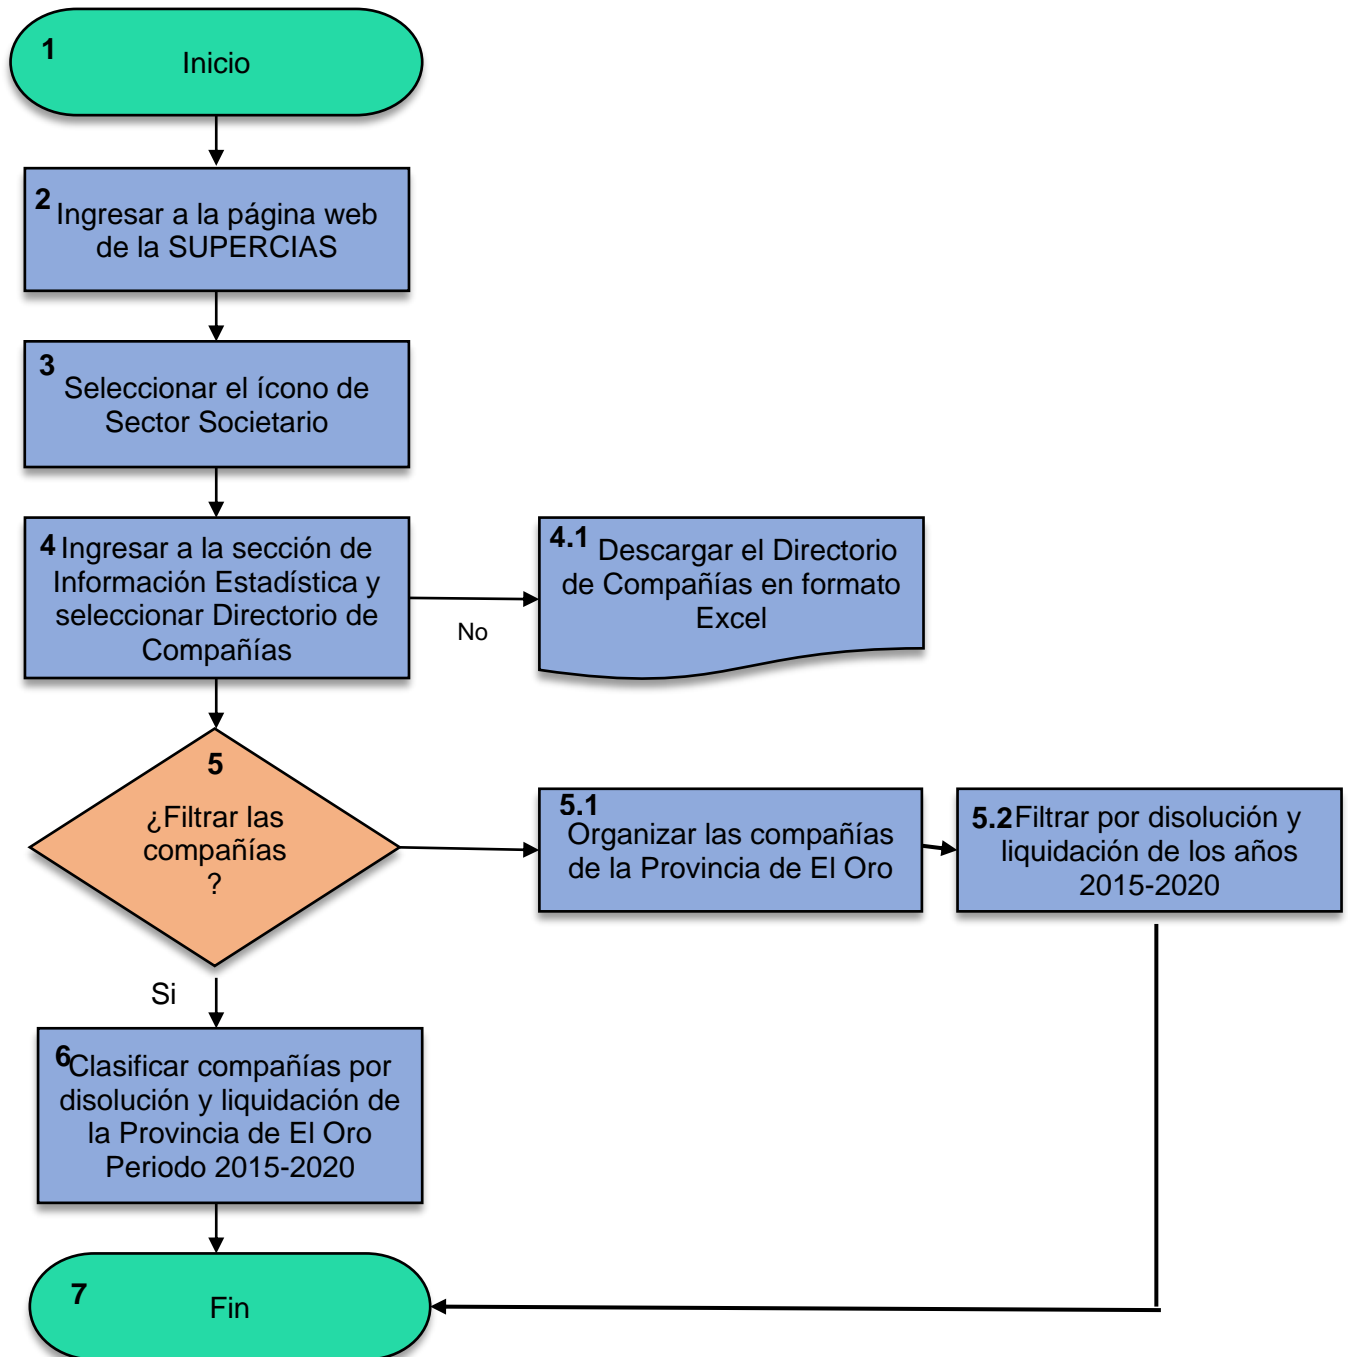 1
Inicio
2
Ingresar a la página web
de la SUPERCIAS
3
Seleccionar el ícono de
Sector Societario
4 Ingresar a la sección de
Información Estadística y
seleccionar Directorio de
Compañías
No
4.1 Descargar el Directorio
de Compañías en formato
Excel
5
¿Filtrar las
compañías
?
5.1
Organizar las compañías
de la Provincia de El Oro
5.2 Filtrar por disolución y
liquidación de los años
2015-2020
Si
6 Clasificar compañías por
disolución y liquidación de
la Provincia de El Oro
Periodo 2015-2020
7
Fin